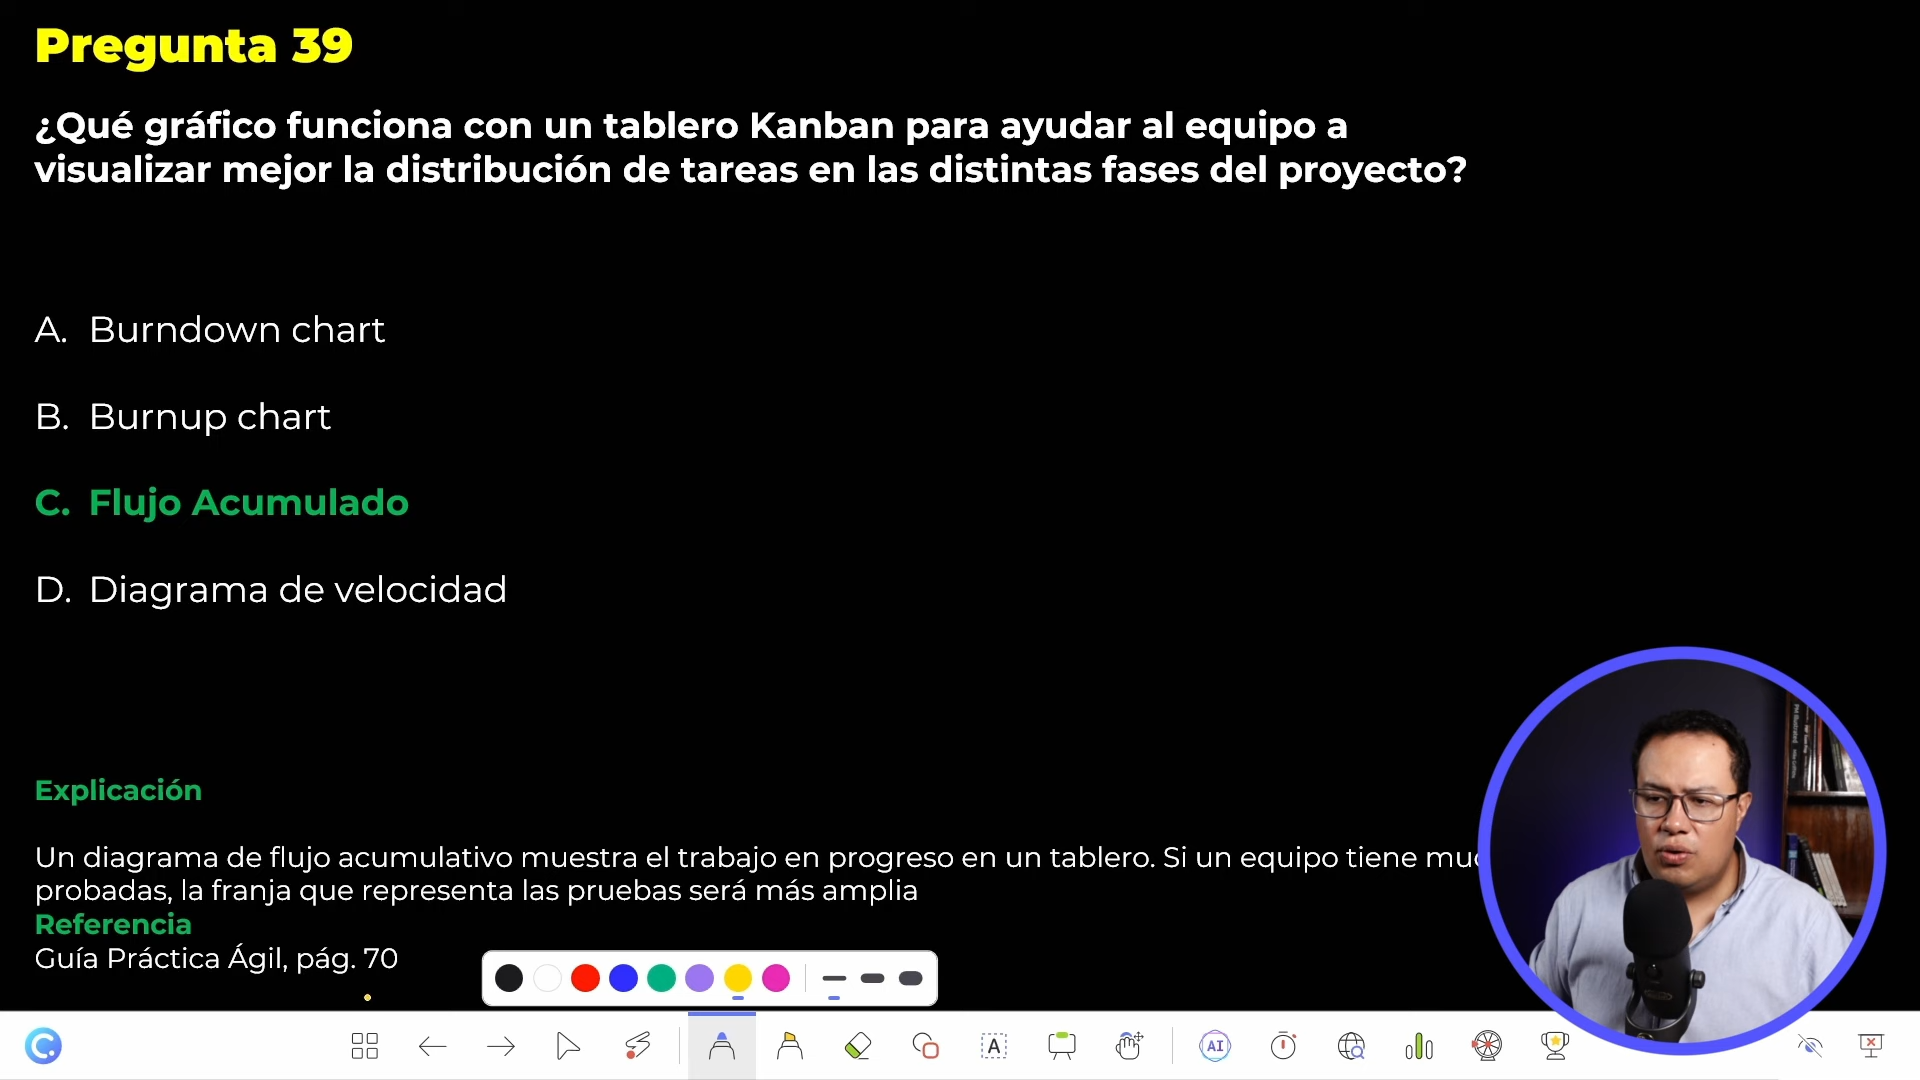 Pregunta 39
¿Qué gráfico funciona con un tablero Kanban para ayudar al equipo a
visualizar mejor la distribución de tareas en las distintas fases del proyecto?
A. Burndown chart
B. Burnup chart
C. Flujo Acumulado
D. Diagrama de velocidad
Explicación
Un diagrama de flujo acumulativo muestra el trabajo en progreso en un tablero. Si un equipo tiene
probadas, la franja que representa las pruebas será más amplia
Referencia
Guía Práctica Ágil, pág. 70
A
AI